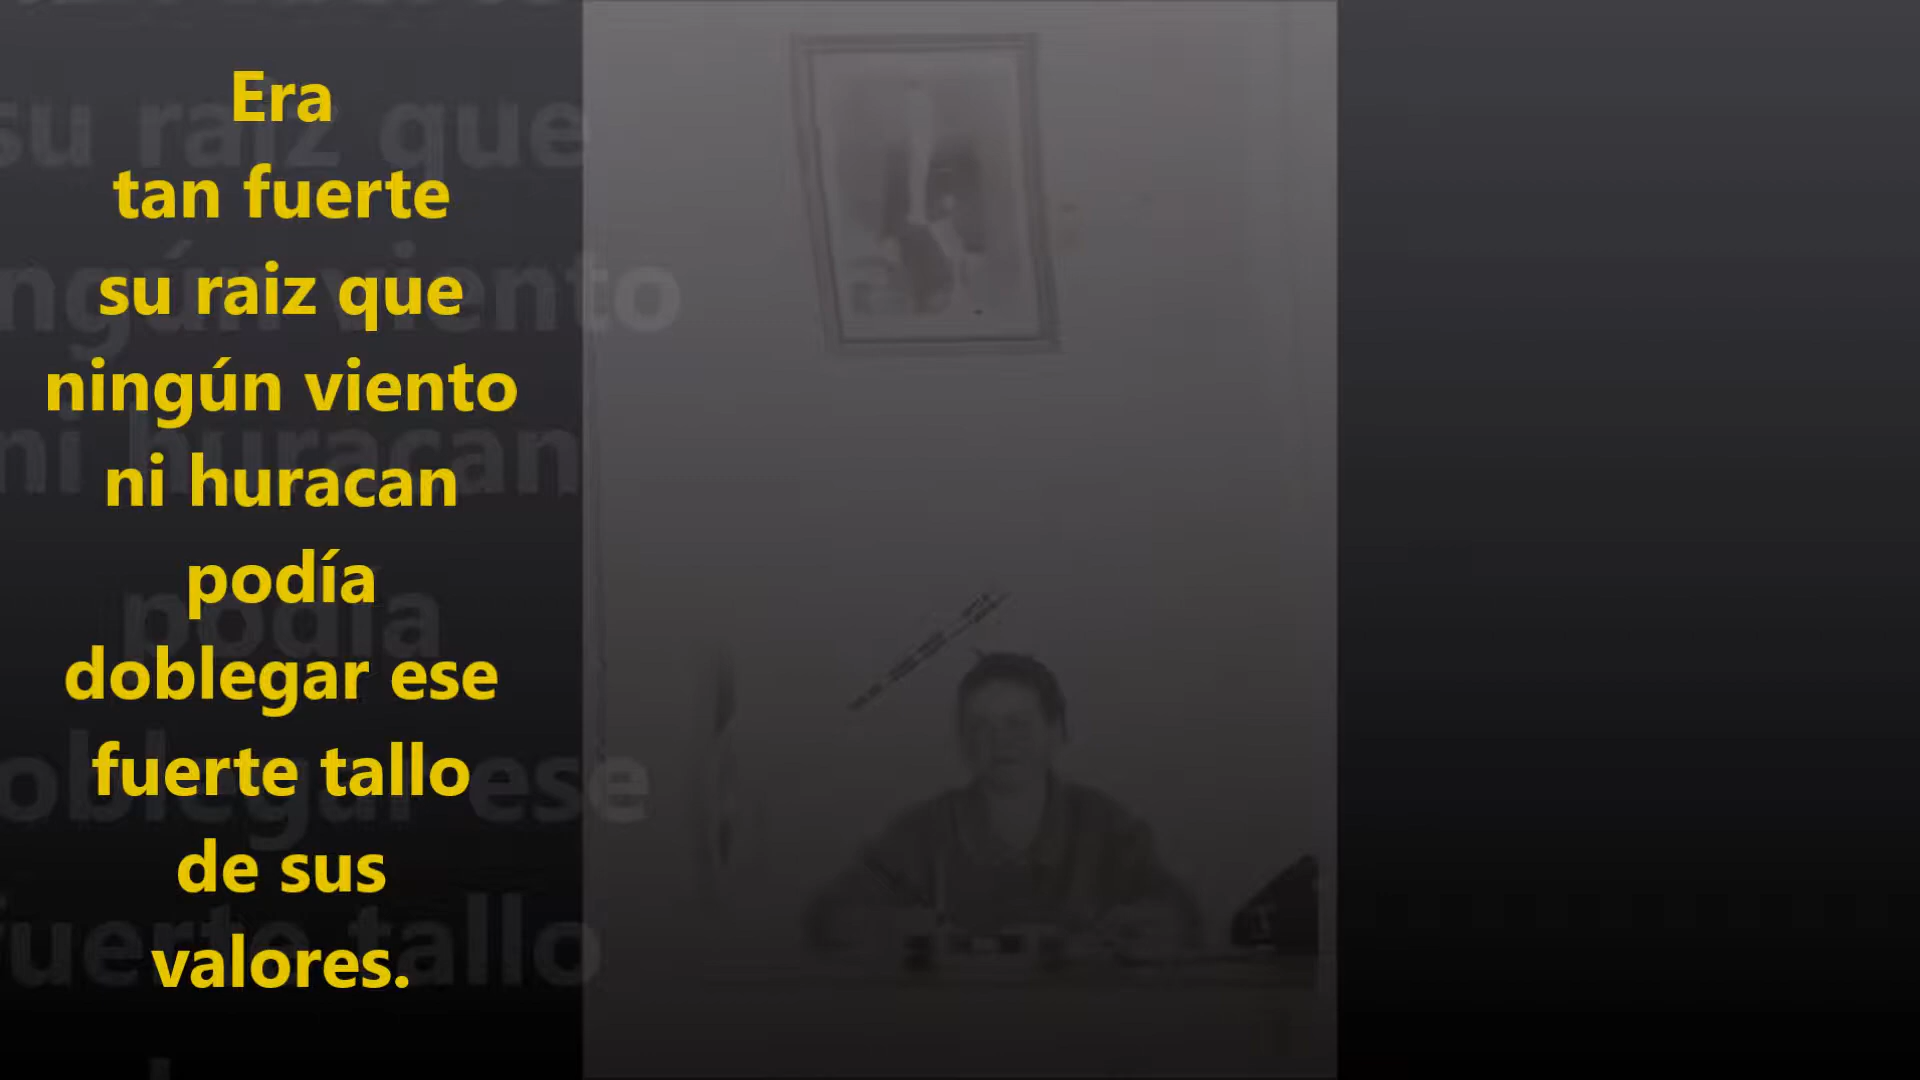 Era
tan fuerte
su raiz que
ningún viento
ni huracan
podía
doblegar ese
fuerte tallo
de sus
valores.